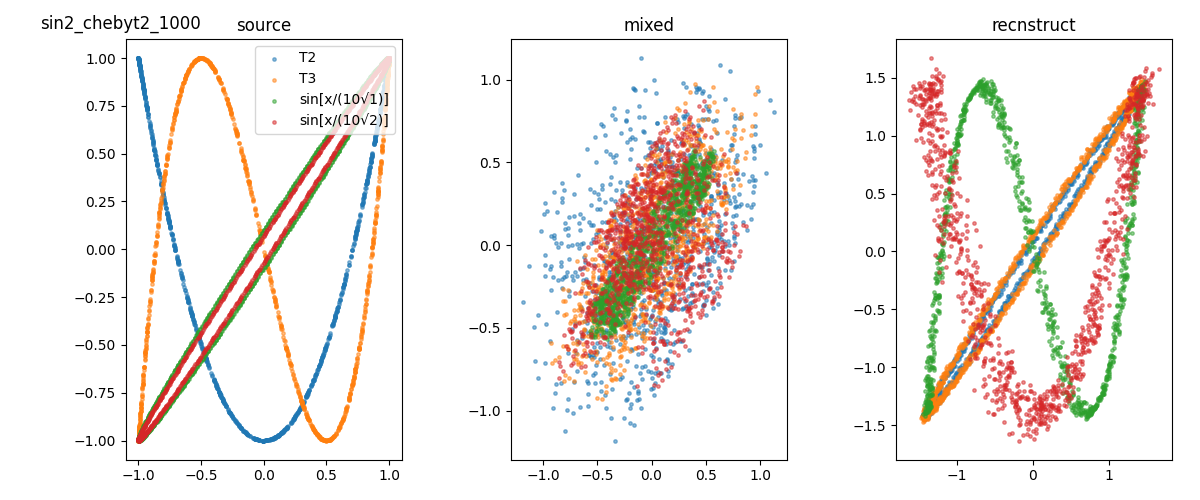 sin2_chebyt2_1000
source
T2
T3
sin[x/(10√1)]
sin[x/(10√2)]
1.00
0.75
0.50
0.25
0.00
−0.25
−0.50
−0.75
−1.00
−1.0 −0.5 0.0 0.5 1.0
mixed
1.0
0.5
0.0
−0.5
−1.0
−1.0 −0.5 0.0 0.5 1.0
recnstruct
1.5
1.0
0.5
0.0
−0.5
−1.0
−1.5
−1 0 1